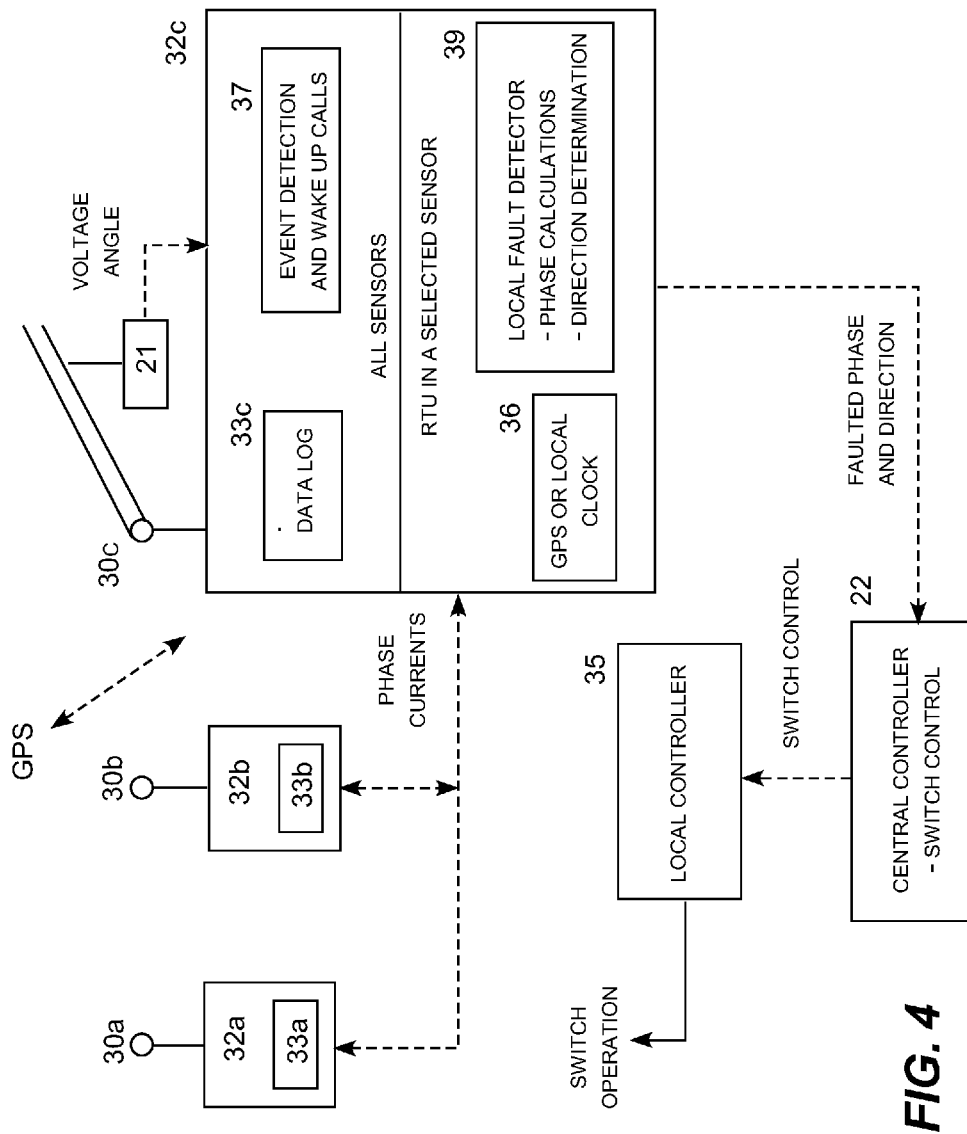 GPS
30a
32a
33a
30b
32b
33b
30c
21
VOLTAGE
ANGLE
32c
33c
. DATA LOG
37
EVENT DETECTION
AND WAKE UP CALLS
ALL SENSORS
RTU IN A SELECTED SENSOR
36
GPS OR LOCAL
CLOCK
39
LOCAL FAULT DETECTOR
- PHASE CALCULATIONS
- DIRECTION DETERMINATION
PHASE
CURRENTS
SWITCH
OPERATION
35
LOCAL CONTROLLER
SWITCH CONTROL
22
CENTRAL CONTROLLER
- SWITCH CONTROL
FAULTED PHASE
AND DIRECTION
FIG. 4